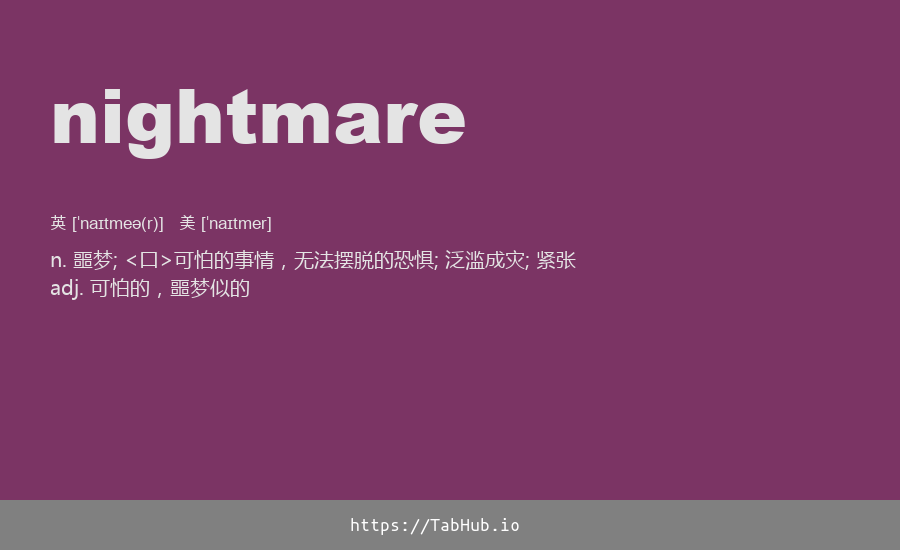 nightmare
英 [ˈnaɪtmeə(r)] 美 [ˈnaɪtmer]
n. 噩梦; <口>可怕的事情，无法摆脱的恐惧; 泛滥成灾; 紧张
adj. 可怕的，噩梦似的
https://TabHub.io